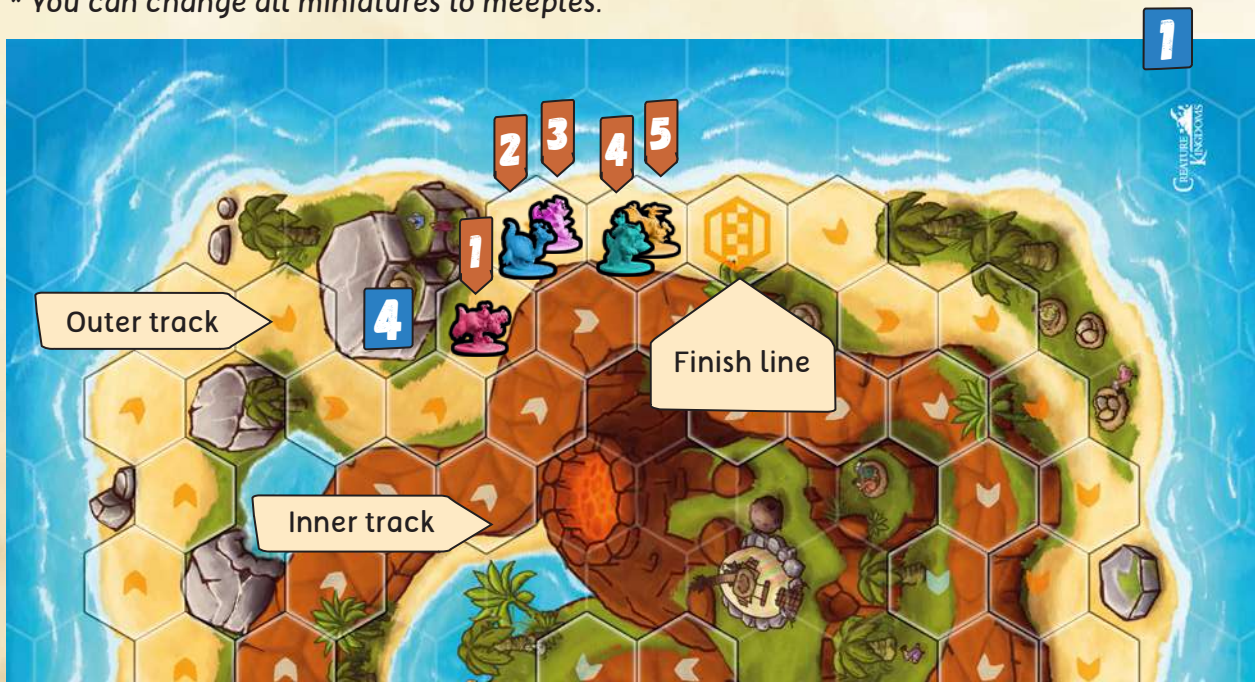 * You can change all miniatures to meeples.
1
CREATURE
KINGDOMS
2
3
4
5
1
Outer track
4
Finish line
Inner track